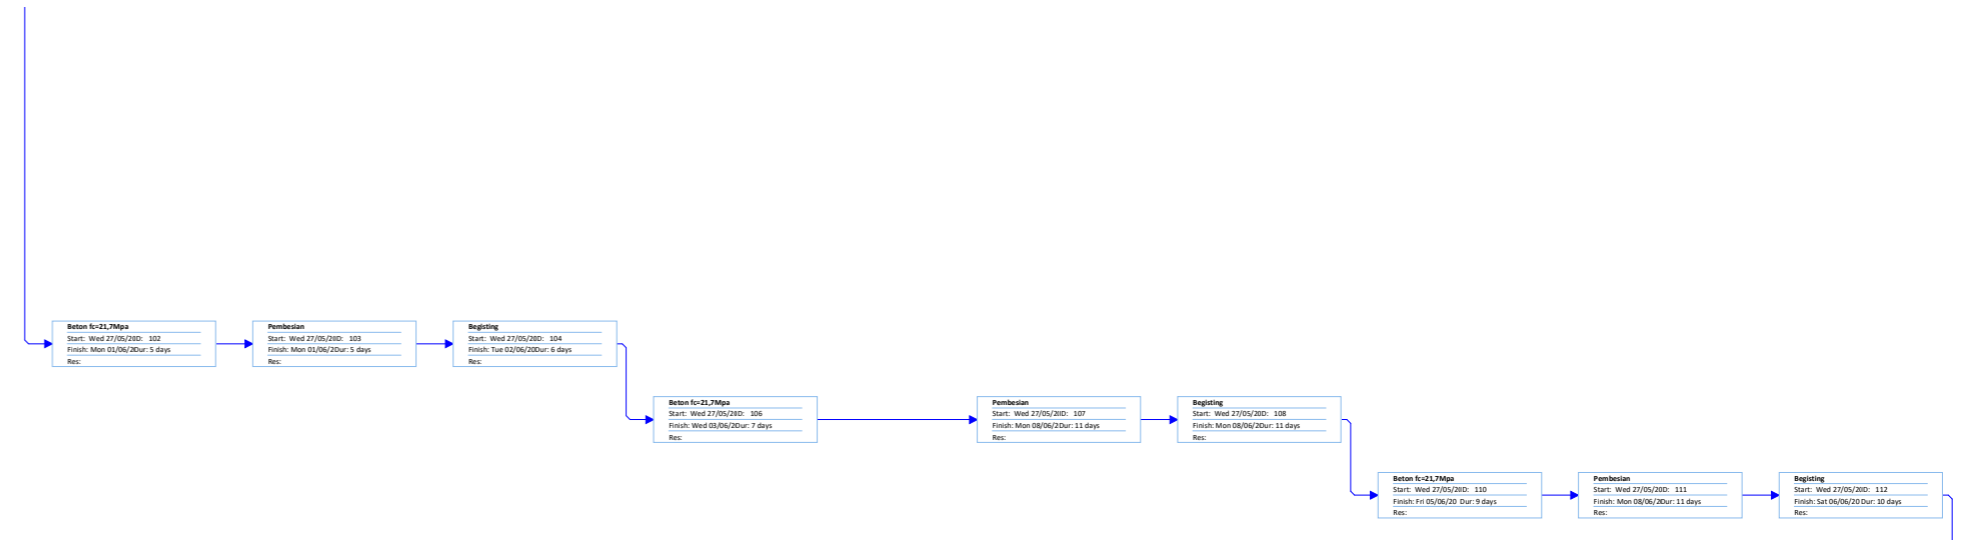 Beton fc=21,7Mpa
Start: Wed 27/05/20ID: 102
Finish: Mon 01/06/2Dur: 5 days
Res:
Pembesian
Start: Wed 27/05/20ID: 103
Finish: Mon 01/06/2Dur: 5 days
Res:
Begisting
Start: Wed 27/05/20ID: 104
Finish: Tue 02/06/20Dur: 6 days
Res:
Beton fc=21,7Mpa
Start: Wed 27/05/20ID: 106
Finish: Wed 03/06/2Dur: 7 days
Res:
Pembesian
Start: Wed 27/05/20ID: 107
Finish: Mon 08/06/2Dur: 11 days
Res:
Begisting
Start: Wed 27/05/20ID: 108
Finish: Mon 08/06/2Dur: 11 days
Res:
Beton fc=21,7Mpa
Start: Wed 27/05/20ID: 110
Finish: Fri 05/06/20 Dur: 9 days
Res:
Pembesian
Start: Wed 27/05/20ID: 111
Finish: Mon 08/06/2Dur: 11 days
Res:
Begisting
Start: Wed 27/05/20ID: 112
Finish: Sat 06/06/20 Dur: 10 days
Res: